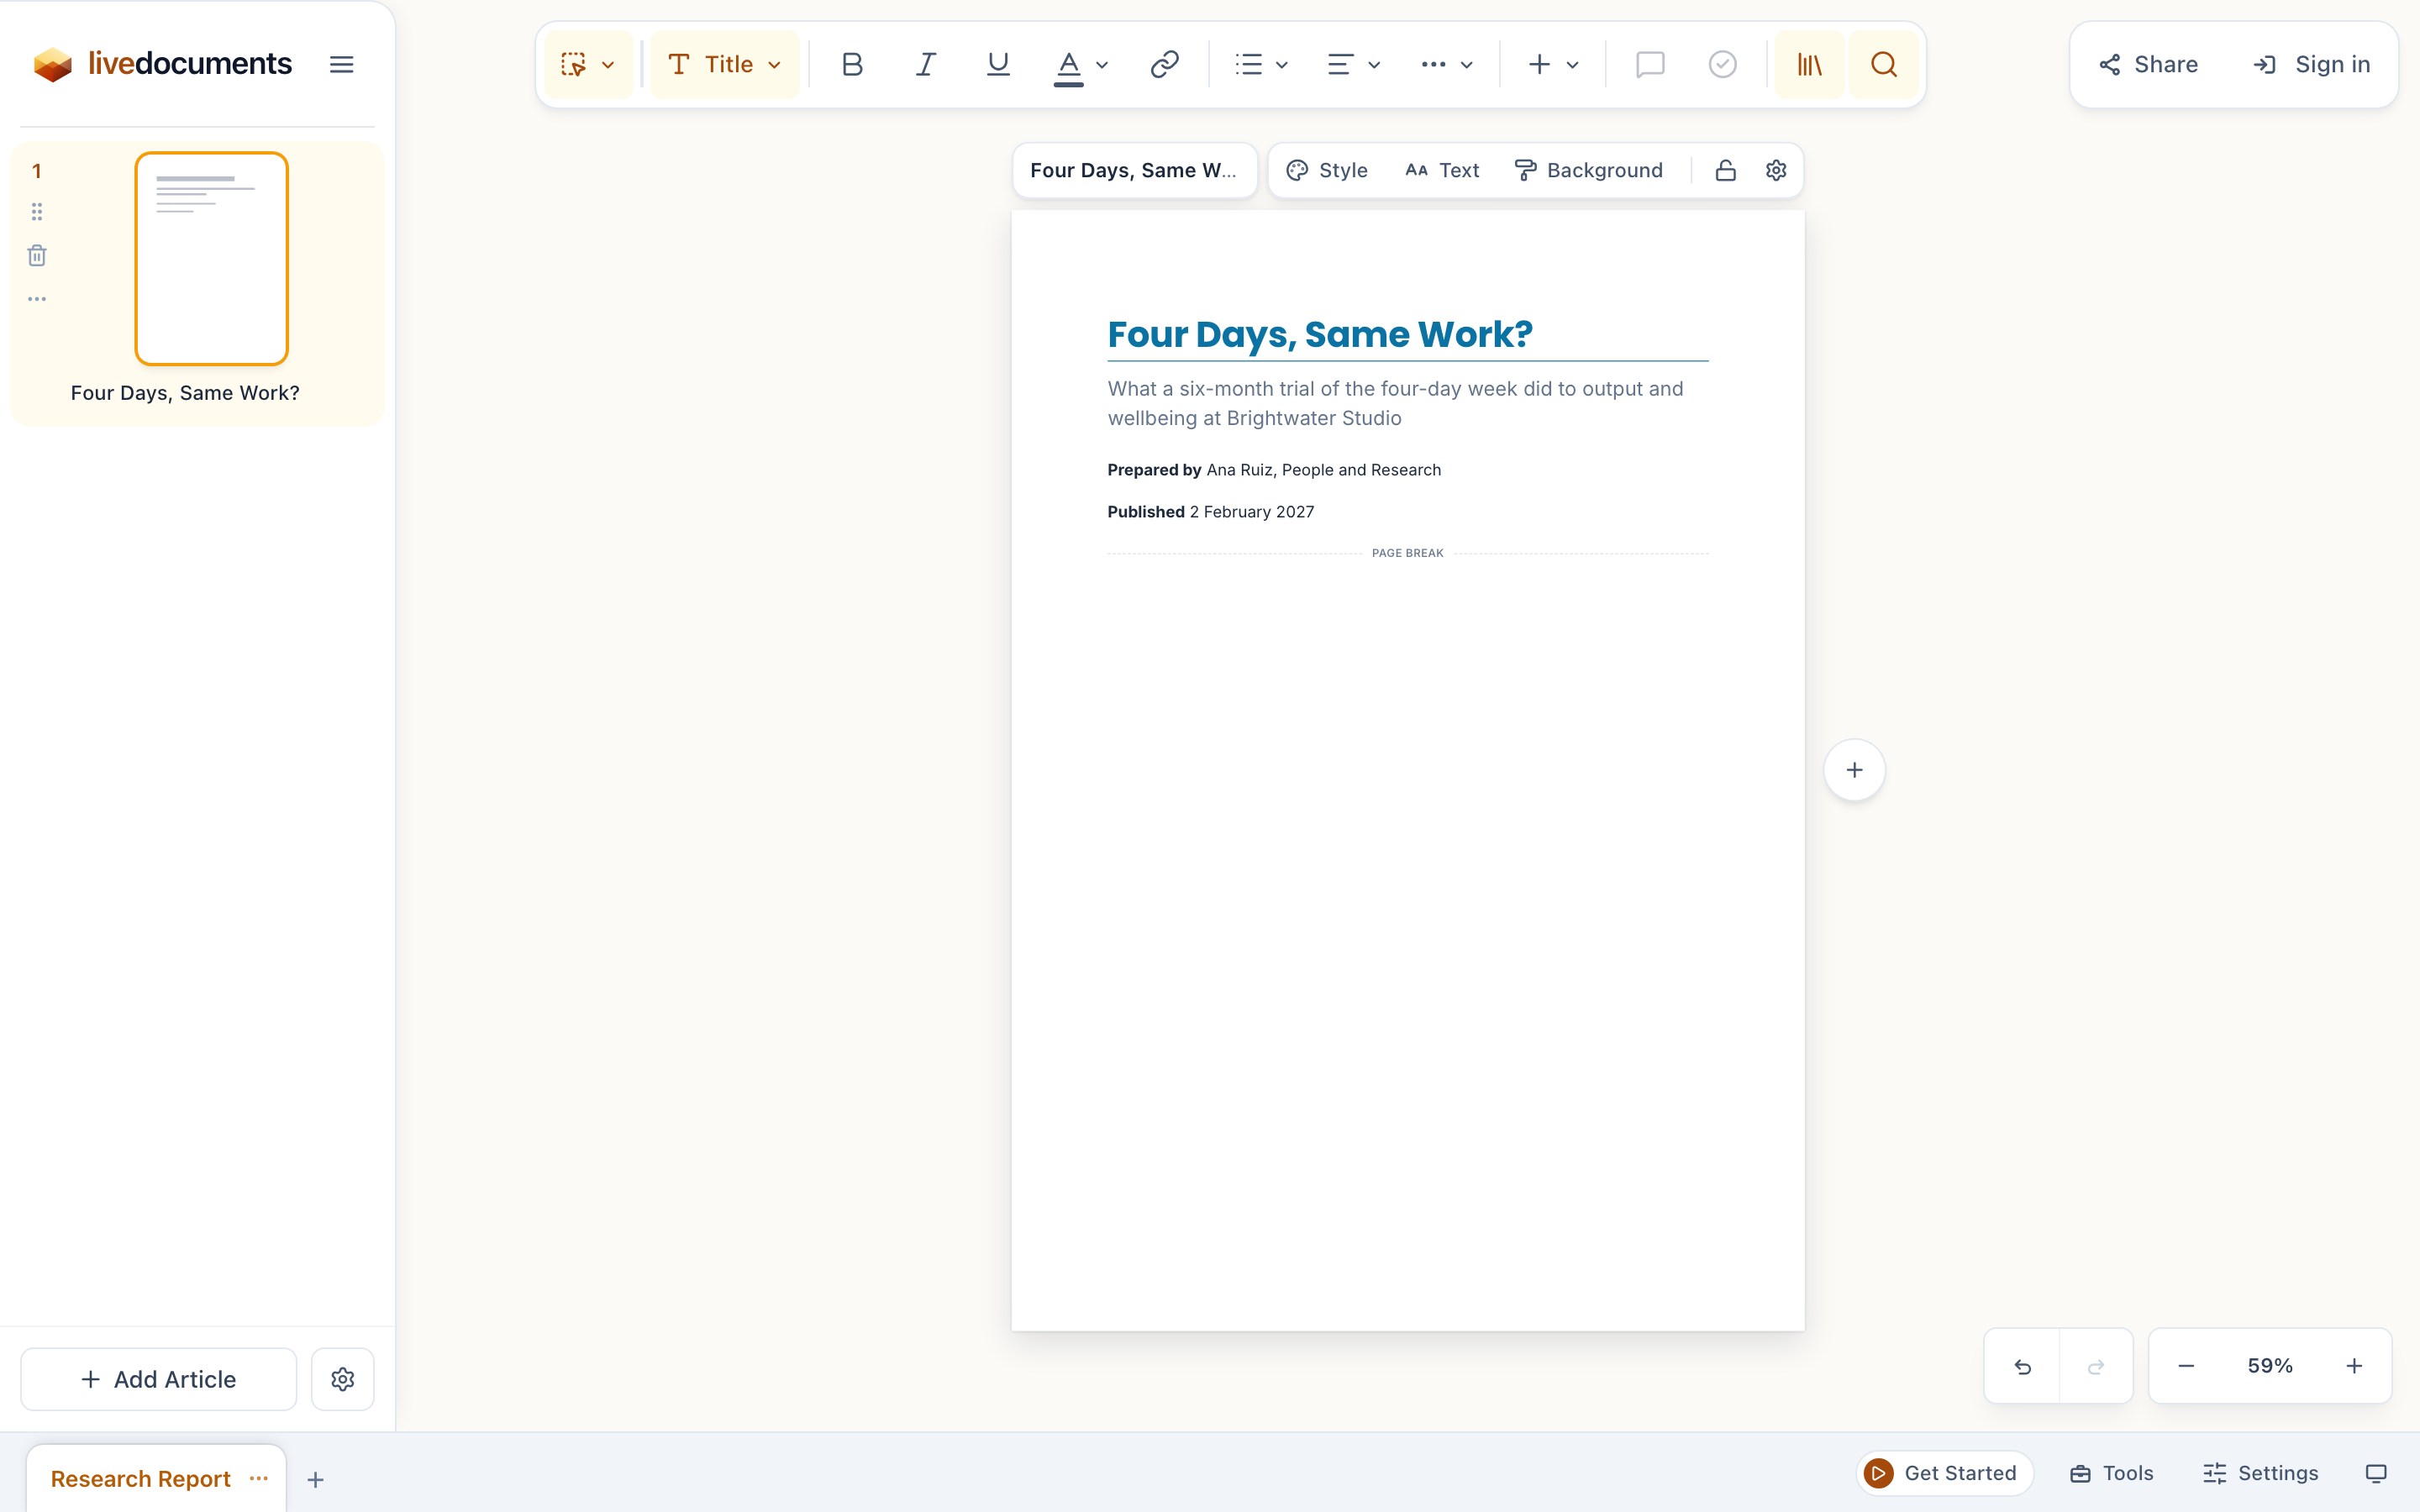 livedocuments
Title
Share
Sign in
1
Four Days, Same Work?
Four Days, Same W...
Style
Text
Background
Four Days, Same Work?
What a six-month trial of the four-day week did to output and
wellbeing at Brightwater Studio
Prepared by Ana Ruiz, People and Research
Published 2 February 2027
PAGE BREAK
Add Article
59%
Research Report
Get Started
Tools
Settings